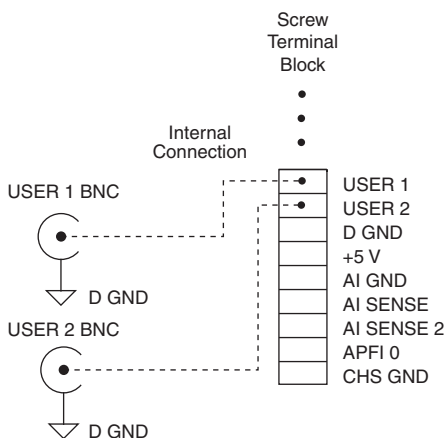 Screw
Terminal
Block
Internal
Connection
USER 1 BNC
D GND
USER 2 BNC
D GND
USER 1
USER 2
D GND
+5 V
AI GND
AI SENSE
AI SENSE 2
APFI 0
CHS GND